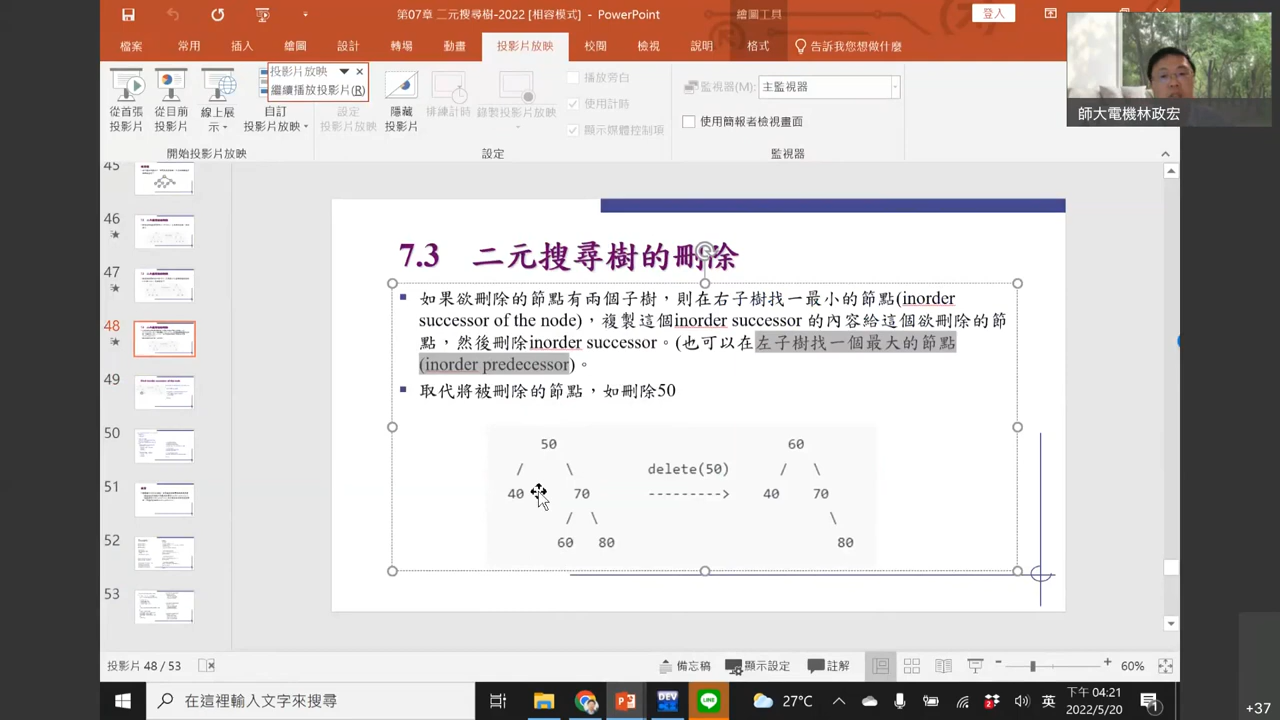 第07章 二元搜尋樹-2022 [相容模式] - PowerPoint
繪圖工具
登入
檔案
常用
插入
繪圖
設計
轉場
動畫
投影片放映
校閱
檢視
說明
格式
告訴我您想做什麼
投影片放映
繼續播放投影片(R)
從首張
投影片
從目前
投影片
線上展
示
自訂
投影片放映
設定
投影片放映
隱藏
投影片
排練計時
錄製投影片放映
播放旁白
使用計時
顯示媒體控制項
監視器(M):
主監視器
使用簡報者檢視畫面
開始投影片放映
設定
監視器
師大電機林政宏
45
46
47
48
49
50
51
52
53
7.3 二元搜尋樹的刪除
如果欲刪除的節點有兩個子樹，則在右子樹找一最小的節點(inorder
successor of the node)，複製這個inorder successor 的內容給這個欲刪除的節
點，然後刪除inorder successor。(也可以在左子樹找一個最大的節點
(inorder predecessor)。
取代將被刪除的節點，如刪除50
50 60
/ \ delete(50) / \
40 70 ---------> 40 70
/ \ \
60 80 80
投影片 48 / 53
備忘稿
顯示設定
註解
60%
在這裡輸入文字來搜尋
DEV
LINE
27°C
2
英
下午 04:21
2022/5/20
1
+37